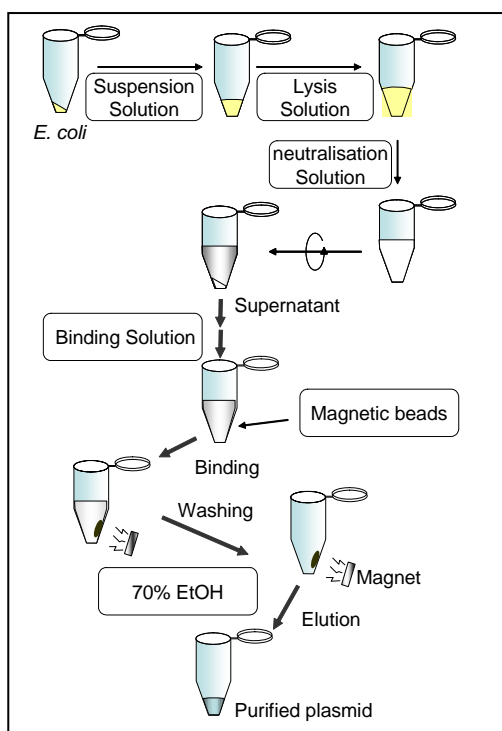 Suspension
Solution
Lysis
Solution
E. coli
neutralisation
Solution
Supernatant
Binding Solution
Magnetic beads
Binding
Washing
Magnet
70% EtOH
Elution
Purified plasmid